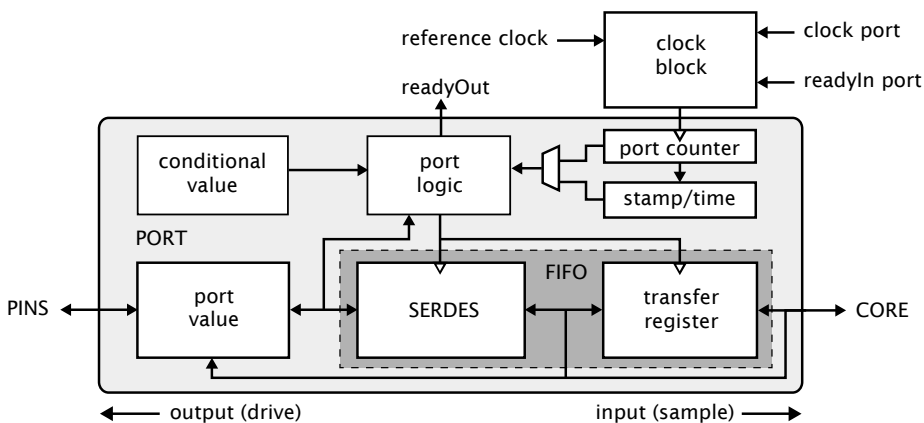 reference clock
clock
block
clock port
readyIn port
readyOut
conditional
value
port
logic
port counter
stamp/time
PORT
FIFO
PINS
port
value
SERDES
transfer
register
CORE
output (drive)
input (sample)